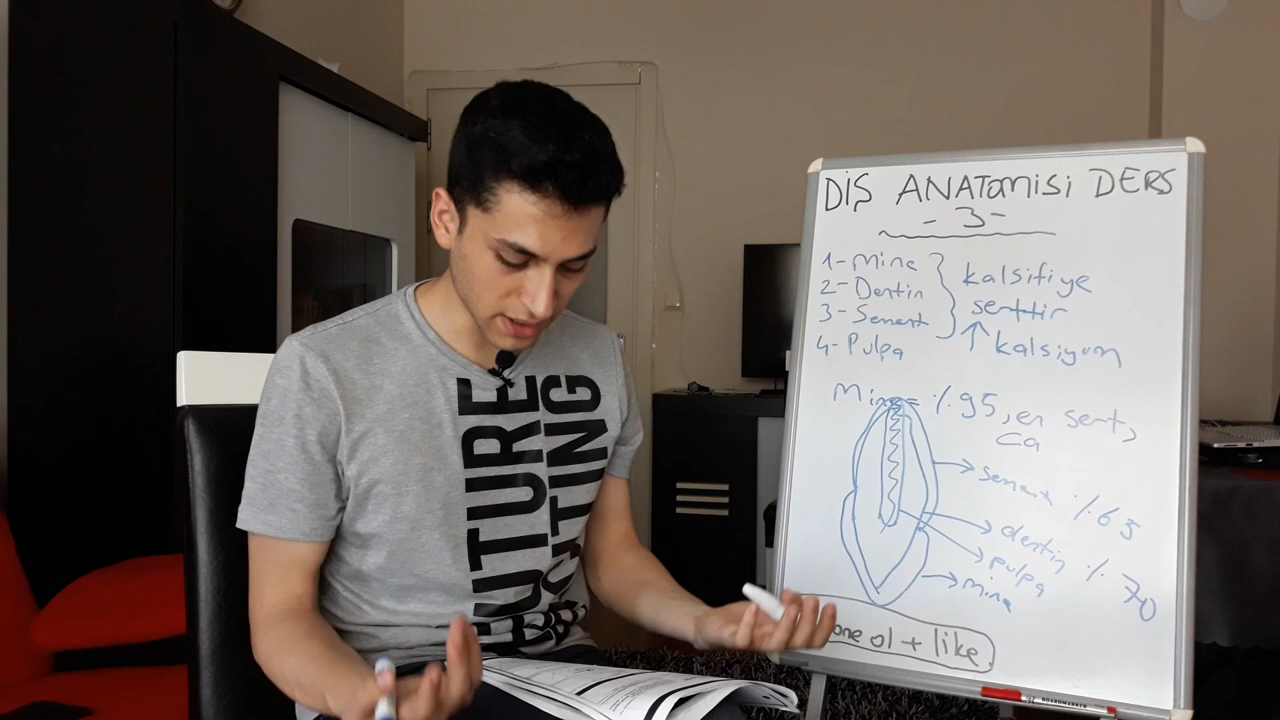 DİŞ ANATOMİSİ DERS
- 3 -
1- Mine
2- Dentin
3- Sement
4- Pulpa
kalsifiye
serttir
kalsiyum
Mine = %95, en sert,
Ca
sement %65
dentin % 70
pulpa
mine
one ol + like
FUTURE
BOARDMARKER